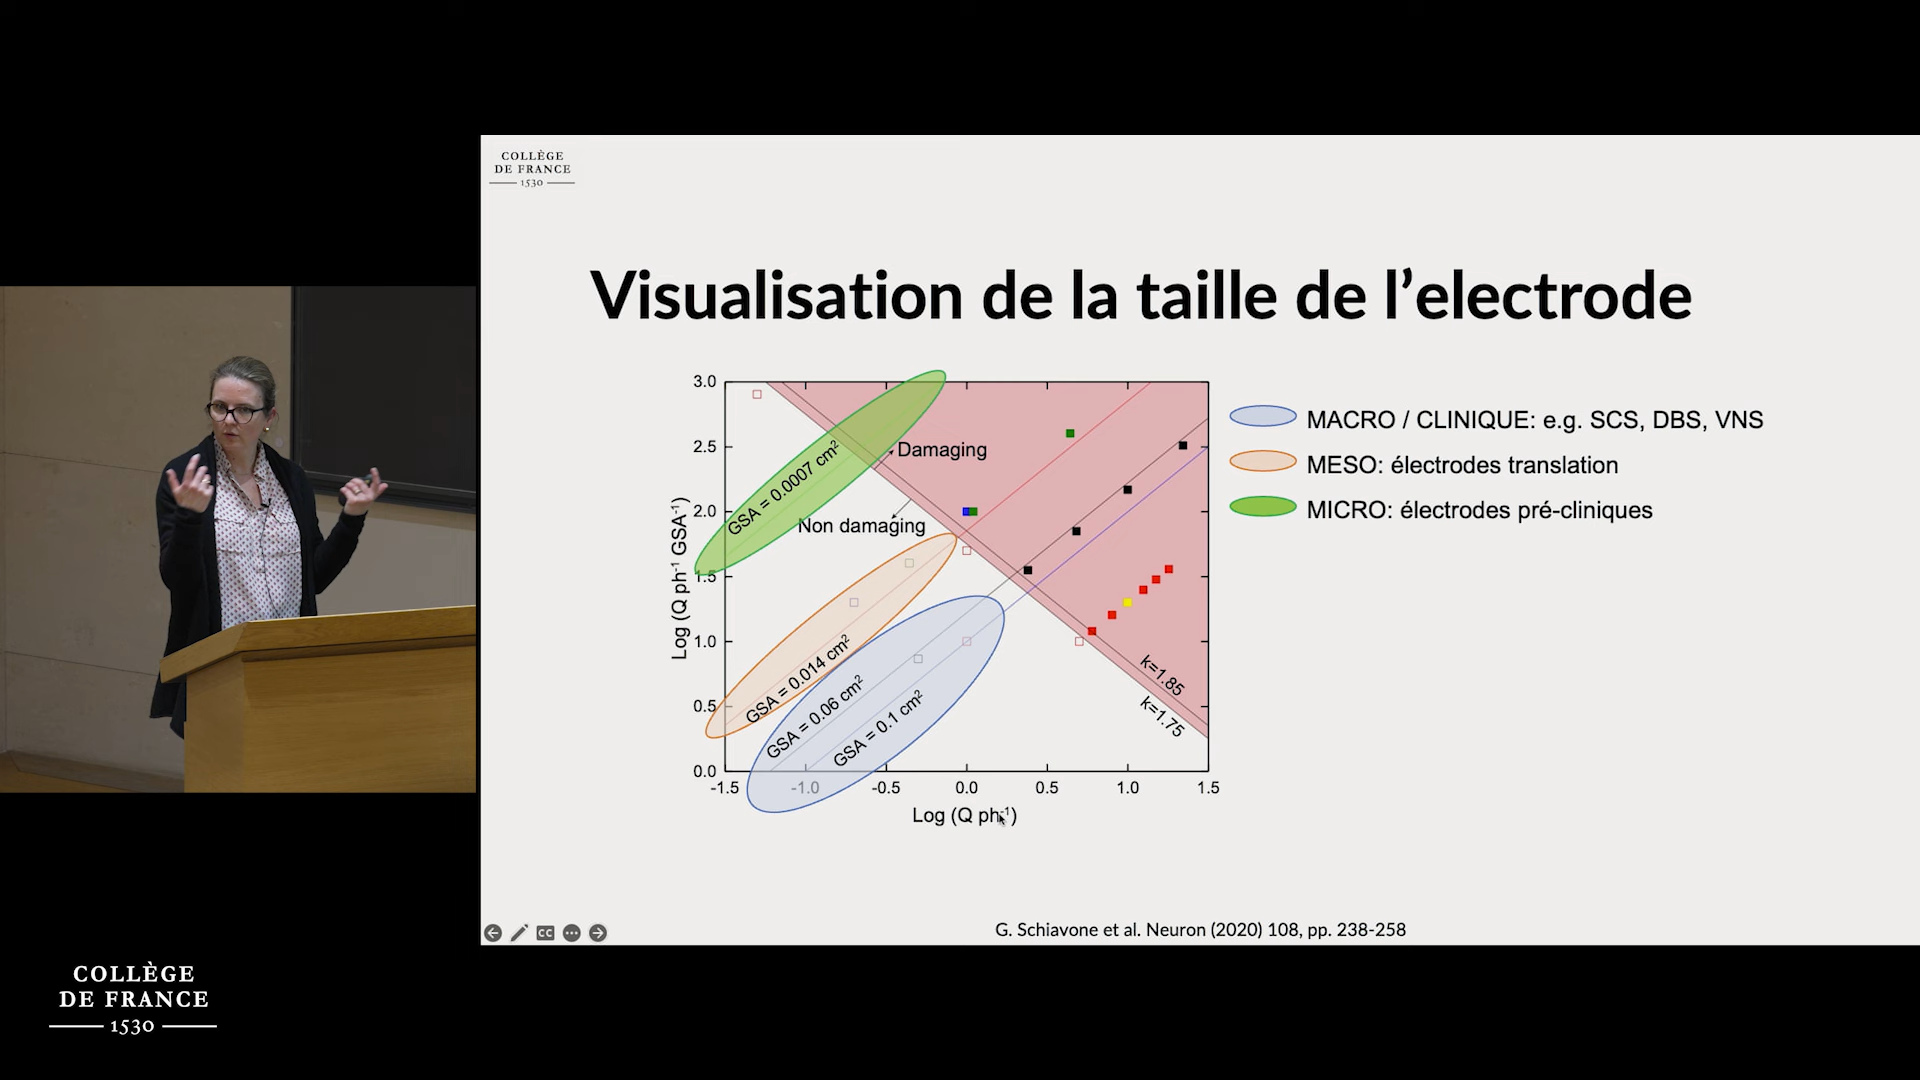 COLLÈGE
DE FRANCE
1530
Visualisation de la taille de l’electrode
3.0
2.5
2.0
1.5
1.0
0.5
0.0
Log (Q ph⁻¹ GSA⁻¹)
-1.5
-1.0
-0.5
0.0
0.5
1.0
1.5
Log (Q ph⁻¹)
GSA = 0.0007 cm²
Damaging
Non damaging
GSA = 0.014 cm²
GSA = 0.06 cm²
GSA = 0.1 cm²
k=1.85
k=1.75
MACRO / CLINIQUE: e.g. SCS, DBS, VNS
MESO: électrodes translation
MICRO: électrodes pré-cliniques
G. Schiavone et al. Neuron (2020) 108, pp. 238-258
CC
COLLÈGE
DE FRANCE
1530